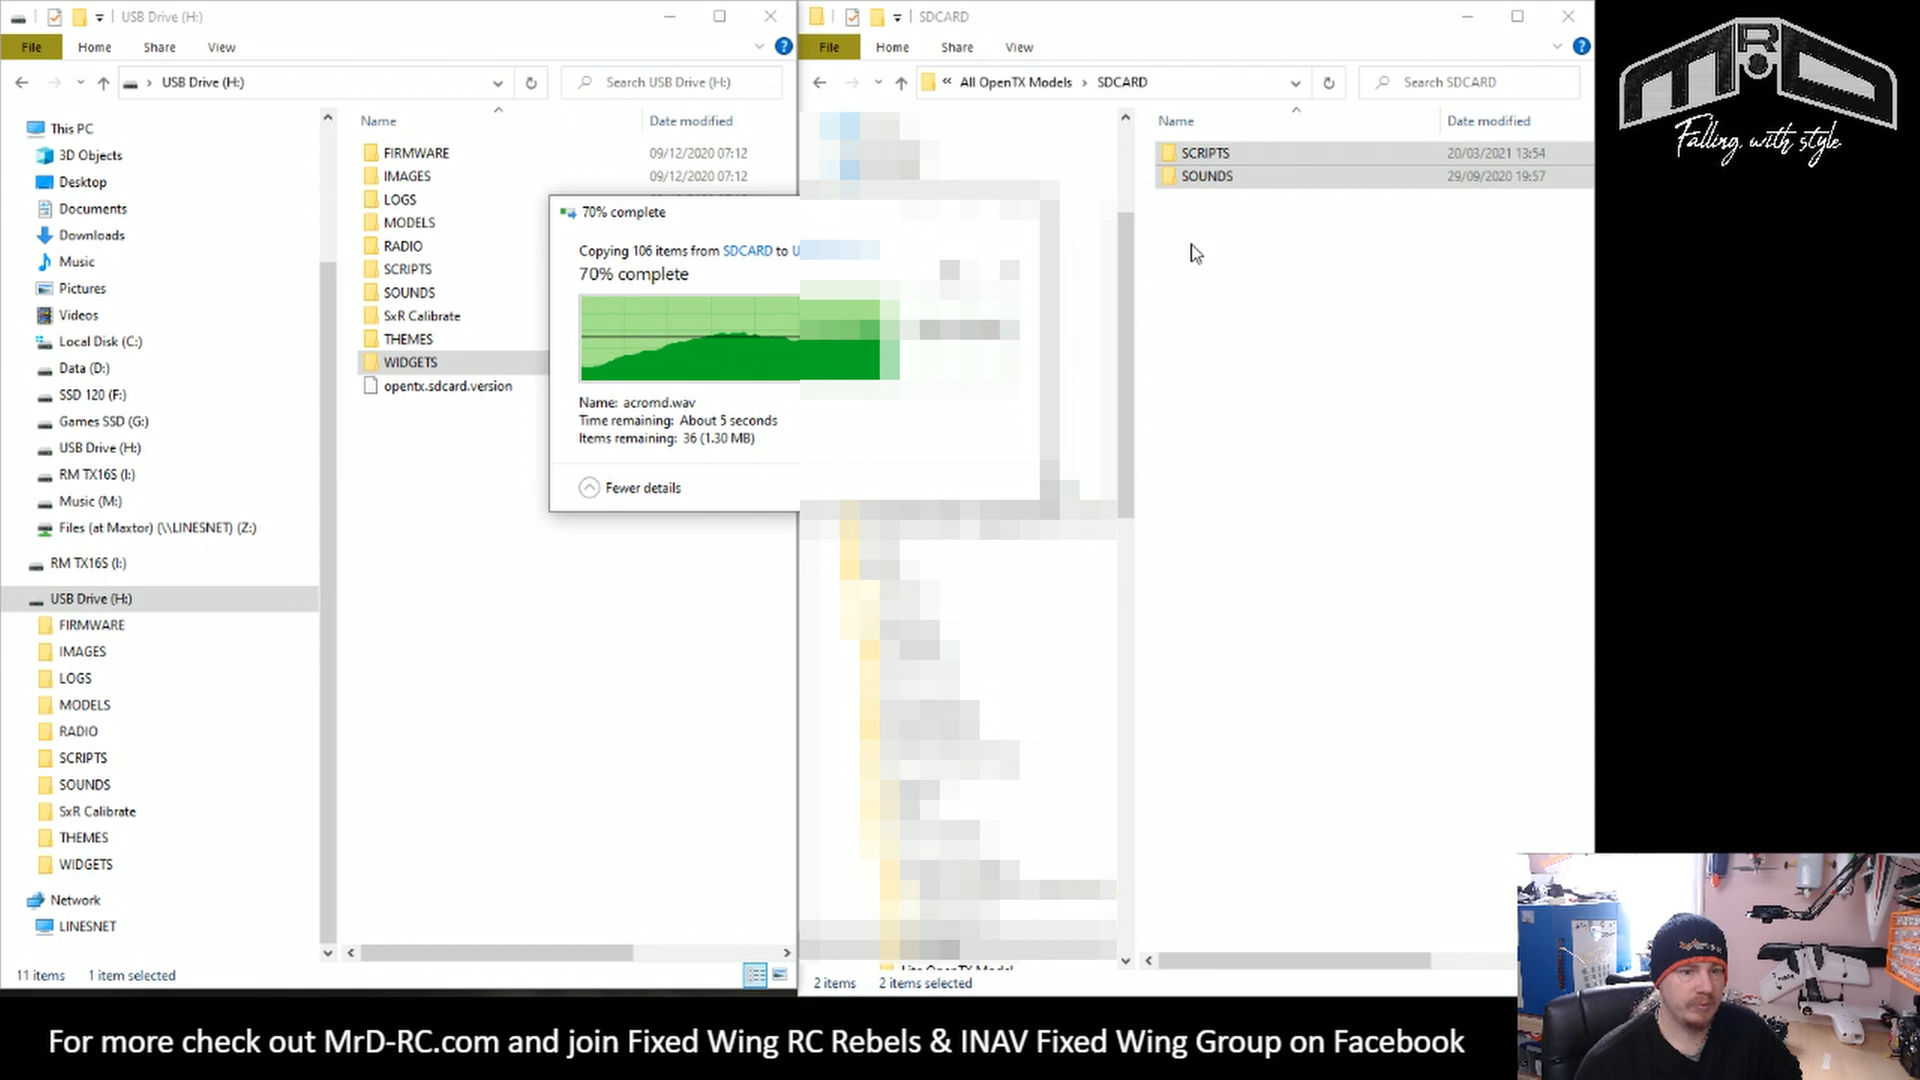 USB Drive (H:)
File
Home
Share
View
USB Drive (H:)
Search USB Drive (H:)
This PC
3D Objects
Desktop
Documents
Downloads
Music
Pictures
Videos
Local Disk (C:)
Data (D:)
SSD 120 (F:)
Games SSD (G:)
USB Drive (H:)
RM TX16S (I:)
Music (M:)
Files (at Maxtor) (\\LINESNET) (Z:)
RM TX16S (I:)
USB Drive (H:)
FIRMWARE
IMAGES
LOGS
MODELS
RADIO
SCRIPTS
SOUNDS
SxR Calibrate
THEMES
WIDGETS
Network
LINESNET
11 items
1 item selected
Name
Date modified
FIRMWARE 09/12/2020 07:12
IMAGES 09/12/2020 07:12
LOGS
MODELS
RADIO
SCRIPTS
SOUNDS
SxR Calibrate
THEMES
WIDGETS
opentx.sdcard.version
70% complete
Copying 106 items from SDCARD to U
70% complete
Name: acromd.wav
Time remaining: About 5 seconds
Items remaining: 36 (1.30 MB)
Fewer details
SDCARD
File
Home
Share
View
« All OpenTX Models > SDCARD
Search SDCARD
Name
Date modified
SCRIPTS 20/03/2021 13:54
SOUNDS 29/09/2020 19:57
2 items
2 items selected
MRD
Falling with style
For more check out MrD-RC.com and join Fixed Wing RC Rebels & INAV Fixed Wing Group on Facebook